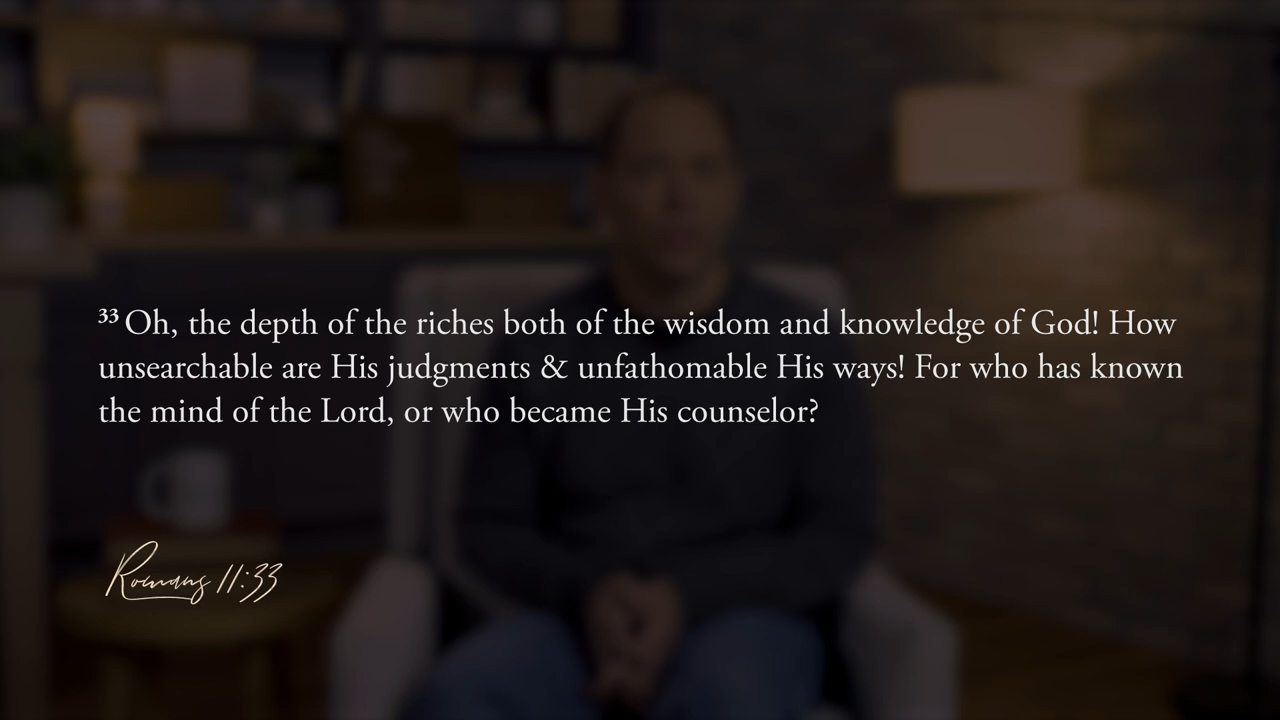 33 Oh, the depth of the riches both of the wisdom and knowledge of God! How
unsearchable are His judgments & unfathomable His ways! For who has known
the mind of the Lord, or who became His counselor?
Romans 11:33